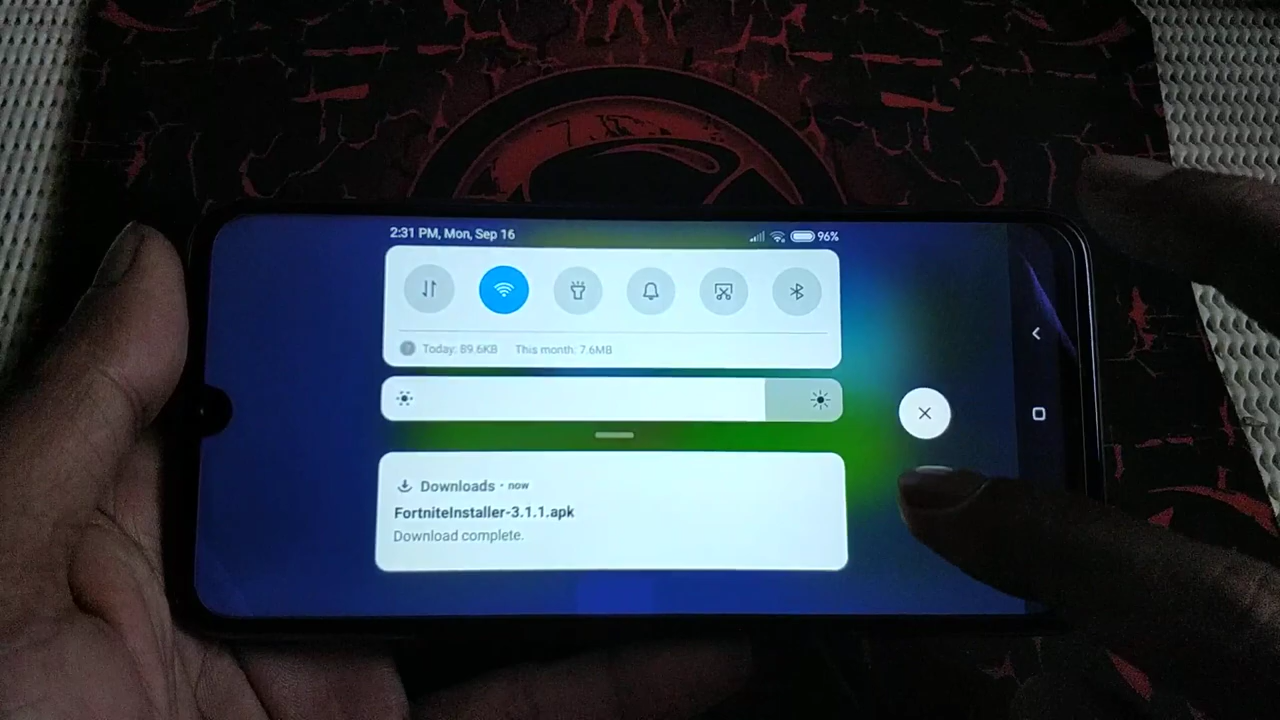 2:31 PM, Mon, Sep 16
96%
Today: 89.6KB This month: 7.6MB
Downloads • now
FortniteInstaller-3.1.1.apk
Download complete.